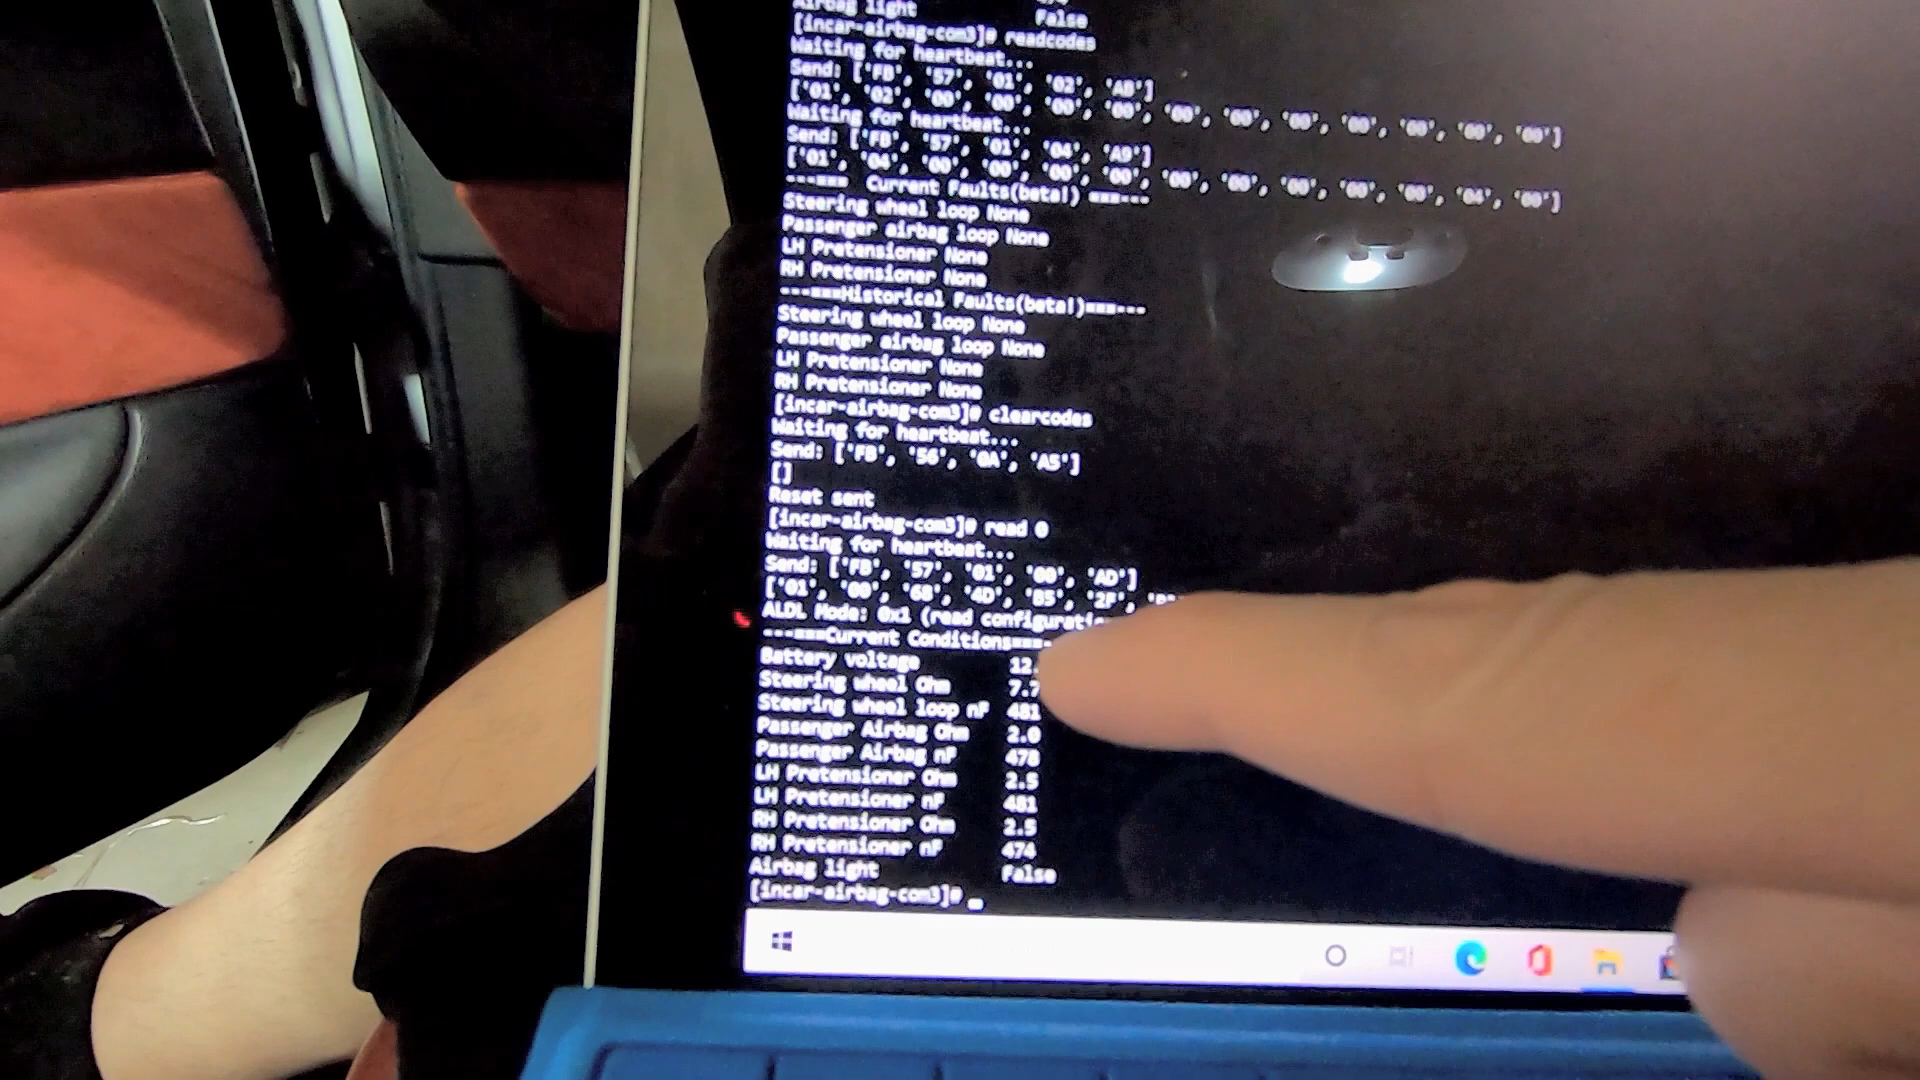 Airbag light False
[incar-airbag-com3]# readcodes
Waiting for heartbeat...
Send: ['FB', '57', '01', '02', 'AB']
['01', '02', '00', '00', '00', '00', '00', '00', '00', '00', '00', '00', '00']
Waiting for heartbeat...
Send: ['FB', '57', '01', '04', 'A9']
['01', '04', '00', '00', '00', '00', '00', '00', '00', '00', '00', '04', '00']
---=== Current Faults(beta!) ===---
Steering wheel loop None
Passenger airbag loop None
LH Pretensioner None
RH Pretensioner None
---===Historical Faults(beta!)===---
Steering wheel loop None
Passenger airbag loop None
LH Pretensioner None
RH Pretensioner None
[incar-airbag-com3]# clearcodes
Waiting for heartbeat...
Send: ['FB', '56', '0A', 'A5']
[]
Reset sent
[incar-airbag-com3]# read 0
Waiting for heartbeat...
Send: ['FB', '57', '01', '00', 'AD']
['01', '00', '68', '4D', 'B5', '2F',
ALDL Mode: 0x1 (read
---===Current Conditions===-
Battery voltage 12.
Steering wheel Ohm 7.7
Steering wheel loop nF 481
Passenger Airbag Ohm 2.0
Passenger Airbag nF 478
LH Pretensioner Ohm 2.5
LH Pretensioner nF 481
RH Pretensioner Ohm 2.5
RH Pretensioner nF 474
Airbag light False
[incar-airbag-com3]# _